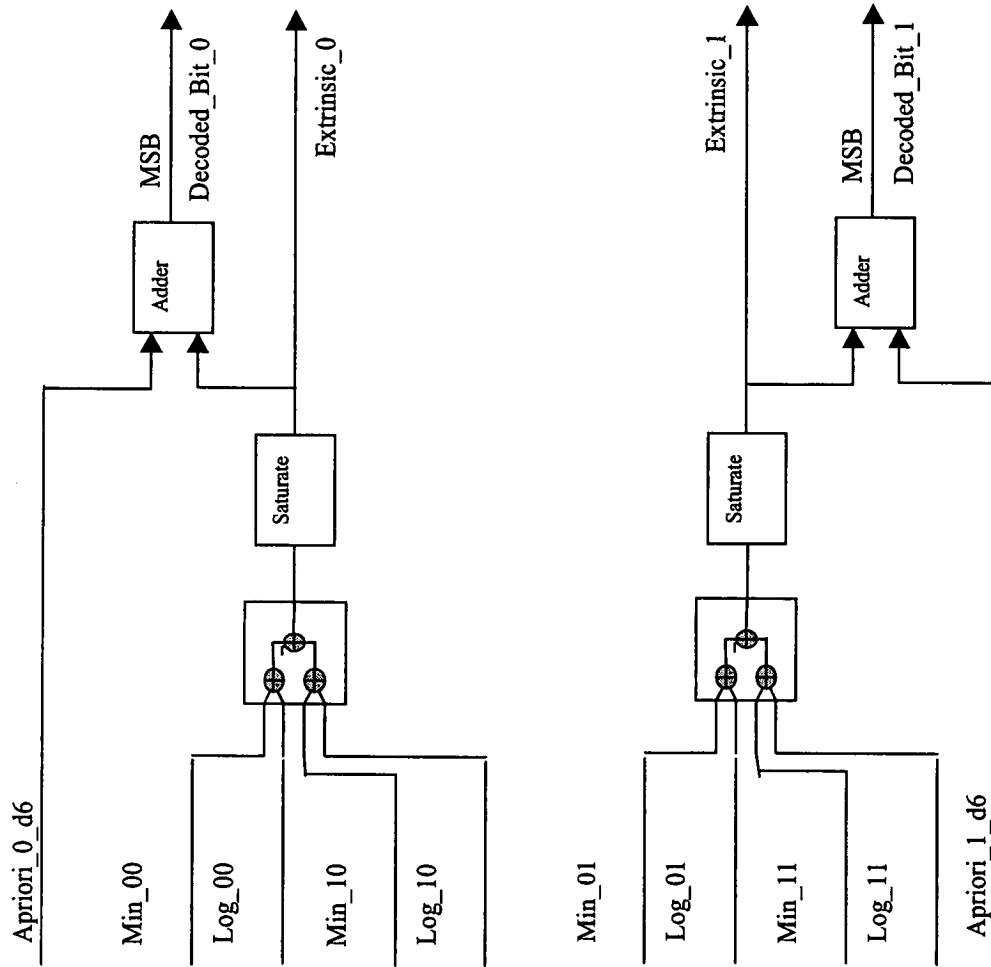 Apriori_0_d6
Min_00
Log_00
Min_10
Log_10
Saturate
Adder
MSB
Decoded_Bit_0
Extrinsic_0
Min_01
Log_01
Min_11
Log_11
Apriori_1_d6
Saturate
Adder
Extrinsic_1
MSB
Decoded_Bit_1